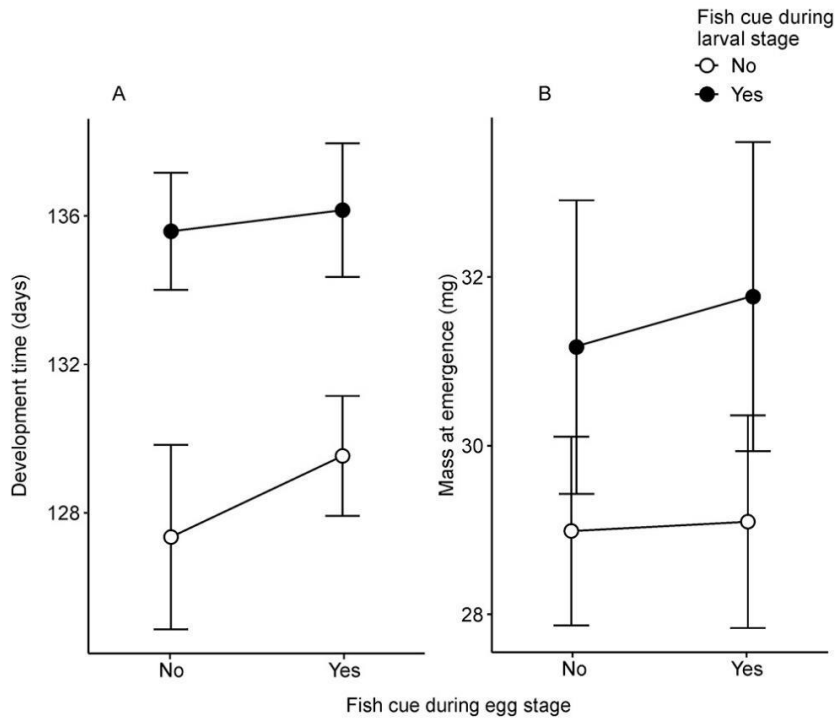 Fish cue during
larval stage
No
Yes
A
B
Development time (days)
136
132
128
No
Yes
Mass at emergence (mg)
32
30
28
No
Yes
Fish cue during egg stage